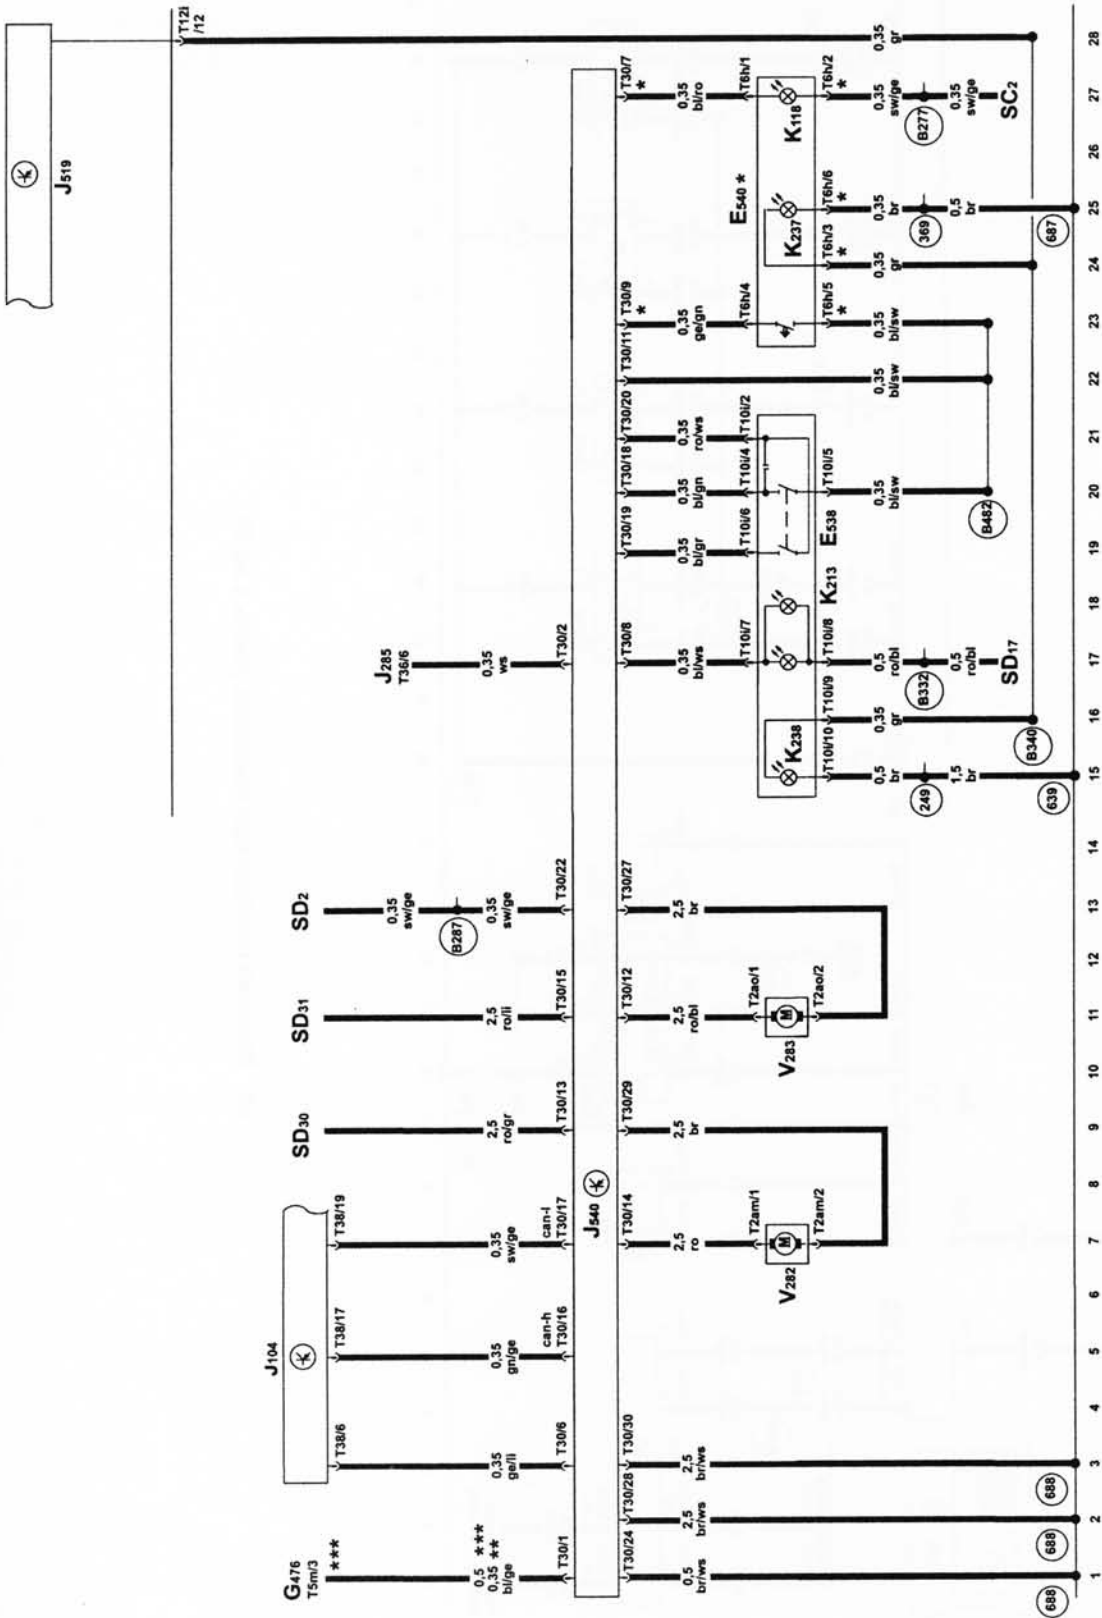 J519
T12i
/12
0,35
gr
28
T30/7
*
0,35
bl/ro
T6h/1
K118
T6h/2
*
0,35
sw/ge
B277
0,35
sw/ge
SC2
27
26
E540 *
K237
T6h/6
*
0,35
br
369
0,5
br
687
25
T6h/3
*
0,35
gr
24
T30/9
*
0,35
ge/gn
T6h/4
T6h/5
*
0,35
bl/sw
23
T30/11
0,35
bl/sw
22
T30/20
0,35
ro/ws
T10i/2
21
T30/18
0,35
bl/gn
T10i/4
T10i/5
0,35
bl/sw
B482
20
T30/19
0,35
bl/gr
T10i/6
E538
19
K213
18
J285
T36/6
0,35
ws
T30/2
T30/8
0,35
bl/ws
T10i/7
T10i/8
0,5
ro/bl
B332
0,5
ro/bl
SD17
17
T10i/9
0,35
gr
B340
16
K238
T10i/10
0,5
br
249
1,5
br
639
15
14
SD2
0,35
sw/ge
B287
0,35
sw/ge
T30/22
T30/27
2,5
br
13
12
SD31
2,5
ro/li
T30/15
T30/12
2,5
ro/bl
T2ao/1
M
V283
T2ao/2
11
10
SD30
2,5
ro/gr
T30/13
T30/29
2,5
br
9
J540
8
J104
T38/19
0,35
sw/ge
can-l
T30/17
T30/14
2,5
ro
T2am/1
M
V282
T2am/2
7
6
T38/17
0,35
gn/ge
can-h
T30/16
5
4
T38/6
0,35
ge/li
T30/6
T30/30
2,5
br/ws
688
3
T30/28
2,5
br/ws
688
2
G476
T5m/3
***
0,5 ***
0,35 **
bl/ge
T30/1
T30/24
0,5
br/ws
688
1